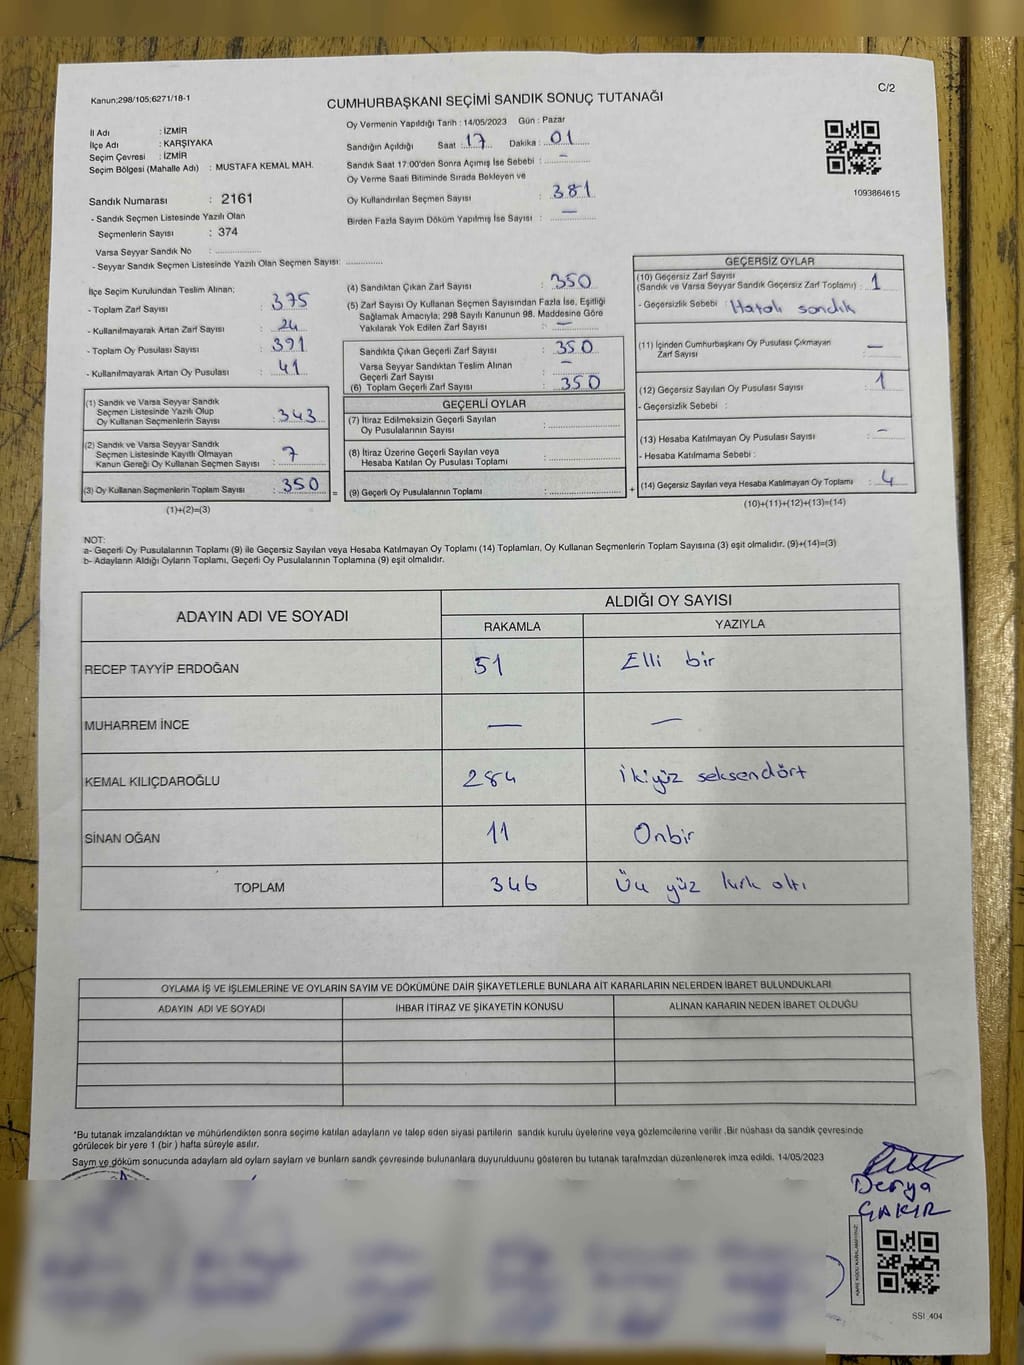 Kanun;298/105;6271/18-1
C/2
CUMHURBAŞKANI SEÇİMİ SANDIK SONUÇ TUTANAĞI
İl Adı : İZMİR
İlçe Adı : KARŞIYAKA
Seçim Çevresi : İZMİR
Seçim Bölgesi (Mahalle Adı) : MUSTAFA KEMAL MAH.
Sandık Numarası : 2161
- Sandık Seçmen Listesinde Yazılı Olan
Seçmenlerin Sayısı : 374
Varsa Seyyar Sandık No : ................
- Seyyar Sandık Seçmen Listesinde Yazılı Olan Seçmen Sayısı: .............
Oy Vermenin Yapıldığı Tarih : 14/05/2023 Gün : Pazar
Sandığın Açıldığı Saat : 17 Dakika : 01
Sandık Saat 17:00'den Sonra Açımış İse Sebebi : —
Oy Verme Saati Bitiminde Sırada Bekleyen ve
Oy Kullandırılan Seçmen Sayısı : 381
Birden Fazla Sayım Döküm Yapılmış İse Sayısı : —
1093864615
İlçe Seçim Kurulundan Teslim Alınan;
- Toplam Zarf Sayısı : 375
- Kullanılmayarak Artan Zarf Sayısı : 24
- Toplam Oy Pusulası Sayısı : 391
- Kullanılmayarak Artan Oy Pusulası : 41
(1) Sandık ve Varsa Seyyar Sandık
Seçmen Listesinde Yazılı Olup
Oy Kullanan Seçmenlerin Sayısı : 343
(2) Sandık ve Varsa Seyyar Sandık
Seçmen Listesinde Kayıtlı Olmayan
Kanun Gereği Oy Kullanan Seçmen Sayısı : 7
(3) Oy Kullanan Seçmenlerin Toplam Sayısı : 350 =
(1)+(2)=(3)
(4) Sandıktan Çıkan Zarf Sayısı : 350
(5) Zarf Sayısı Oy Kullanan Seçmen Sayısından Fazla İse, Eşitliği
Sağlamak Amacıyla; 298 Sayılı Kanunun 98. Maddesine Göre
Yakılarak Yok Edilen Zarf Sayısı : —
Sandıkta Çıkan Geçerli Zarf Sayısı : 350
Varsa Seyyar Sandıktan Teslim Alınan
Geçerli Zarf Sayısı : —
(6) Toplam Geçerli Zarf Sayısı : 350
GEÇERLİ OYLAR
(7) İtiraz Edilmeksizin Geçerli Sayılan
Oy Pusulalarının Sayısı : ................
(8) İtiraz Üzerine Geçerli Sayılan veya
Hesaba Katılan Oy Pusulası Toplamı : ................
(9) Geçerli Oy Pusulalarının Toplamı : ................ +
GEÇERSİZ OYLAR
(10) Geçersiz Zarf Sayısı
(Sandık ve Varsa Seyyar Sandık Geçersiz Zarf Toplamı) : 1
- Geçersizlik Sebebi : Hatalı sandık
(11) İçinden Cumhurbaşkanı Oy Pusulası Çıkmayan
Zarf Sayısı : —
(12) Geçersiz Sayılan Oy Pusulası Sayısı : 1
- Geçersizlik Sebebi :
(13) Hesaba Katılmayan Oy Pusulası Sayısı : -
- Hesaba Katılmama Sebebi :
(14) Geçersiz Sayılan veya Hesaba Katılmayan Oy Toplamı : 4
(10)+(11)+(12)+(13)=(14)
NOT:
a- Geçerli Oy Pusulalarının Toplamı (9) ile Geçersiz Sayılan veya Hesaba Katılmayan Oy Toplamı (14) Toplamları, Oy Kullanan Seçmenlerin Toplam Sayısına (3) eşit olmalıdır. (9)+(14)=(3)
b- Adayların Aldığı Oyların Toplamı, Geçerli Oy Pusulalarının Toplamına (9) eşit olmalıdır.
ADAYIN ADI VE SOYADI
ALDIĞI OY SAYISI
RAKAMLA YAZIYLA
RECEP TAYYİP ERDOĞAN 51 Elli bir
MUHARREM İNCE — —
KEMAL KILIÇDAROĞLU 284 İkiyüz seksendört
SİNAN OĞAN 11 Onbir
TOPLAM 346 Üç yüz kırk altı
OYLAMA İŞ VE İŞLEMLERİNE VE OYLARIN SAYIM VE DÖKÜMÜNE DAİR ŞİKAYETLERLE BUNLARA AİT KARARLARIN NELERDEN İBARET BULUNDUKLARI
ADAYIN ADI VE SOYADI İHBAR İTİRAZ VE ŞİKAYETİN KONUSU ALINAN KARARIN NEDEN İBARET OLDUĞU
*Bu tutanak imzalandıktan ve mühürlendikten sonra seçime katılan adayların ve talep eden siyasi partilerin sandık kurulu üyelerine veya gözlemcilerine verilir .Bir nüshası da sandık çevresinde
görülecek bir yere 1 (bir ) hafta süreyle asılır.
Saym ve döküm sonucunda adaylarn ald oylarn saylarn ve bunlarn sandk çevresinde bulunanlara duyurulduunu gösteren bu tutanak tarafmzdan düzenlenerek imza edildi. 14/05/2023
Derya
ÇAKIR
SSI_404